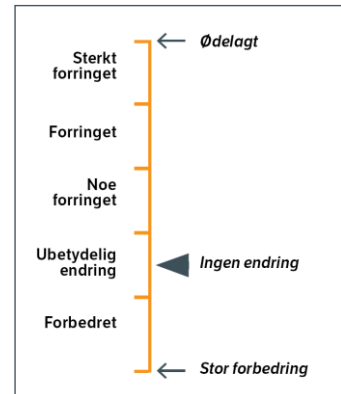 Ødelagt
Sterkt
forringet
Forringet
Noe
forringet
Ubetydelig
endring
Ingen endring
Forbedret
Stor forbedring